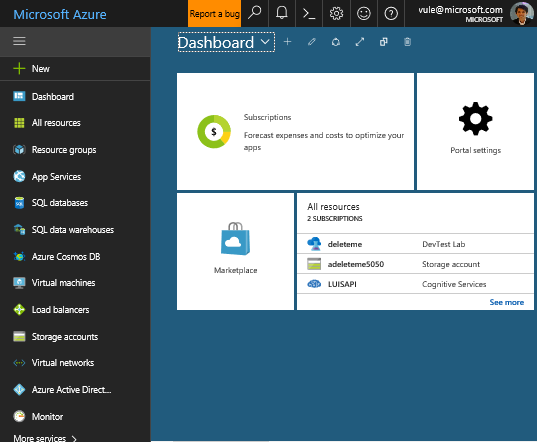 Microsoft Azure
Report a bug
vule@microsoft.com
MICROSOFT
New
Dashboard
All resources
Resource groups
App Services
SQL databases
SQL data warehouses
Azure Cosmos DB
Virtual machines
Load balancers
Storage accounts
Virtual networks
Azure Active Direct...
Monitor
More services
Dashboard
Subscriptions
Forecast expenses and costs to optimize your
apps
Portal settings
Marketplace
All resources
2 SUBSCRIPTIONS
deleteme DevTest Lab
adeleteme5050 Storage account
LUISAPI Cognitive Services
See more